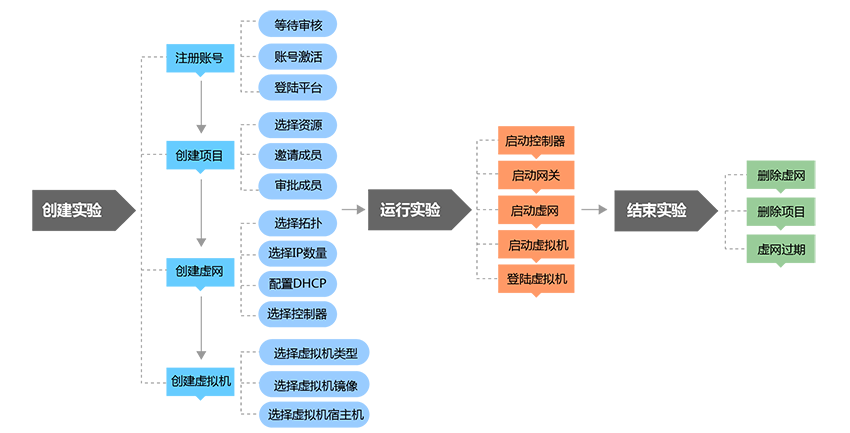 创建实验
注册账号
等待审核
账号激活
登陆平台
创建项目
选择资源
邀请成员
审批成员
创建虚网
选择拓扑
选择IP数量
配置DHCP
选择控制器
创建虚拟机
选择虚拟机类型
选择虚拟机镜像
选择虚拟机宿主机
运行实验
启动控制器
启动网关
启动虚网
启动虚拟机
登陆虚拟机
结束实验
删除虚网
删除项目
虚网过期